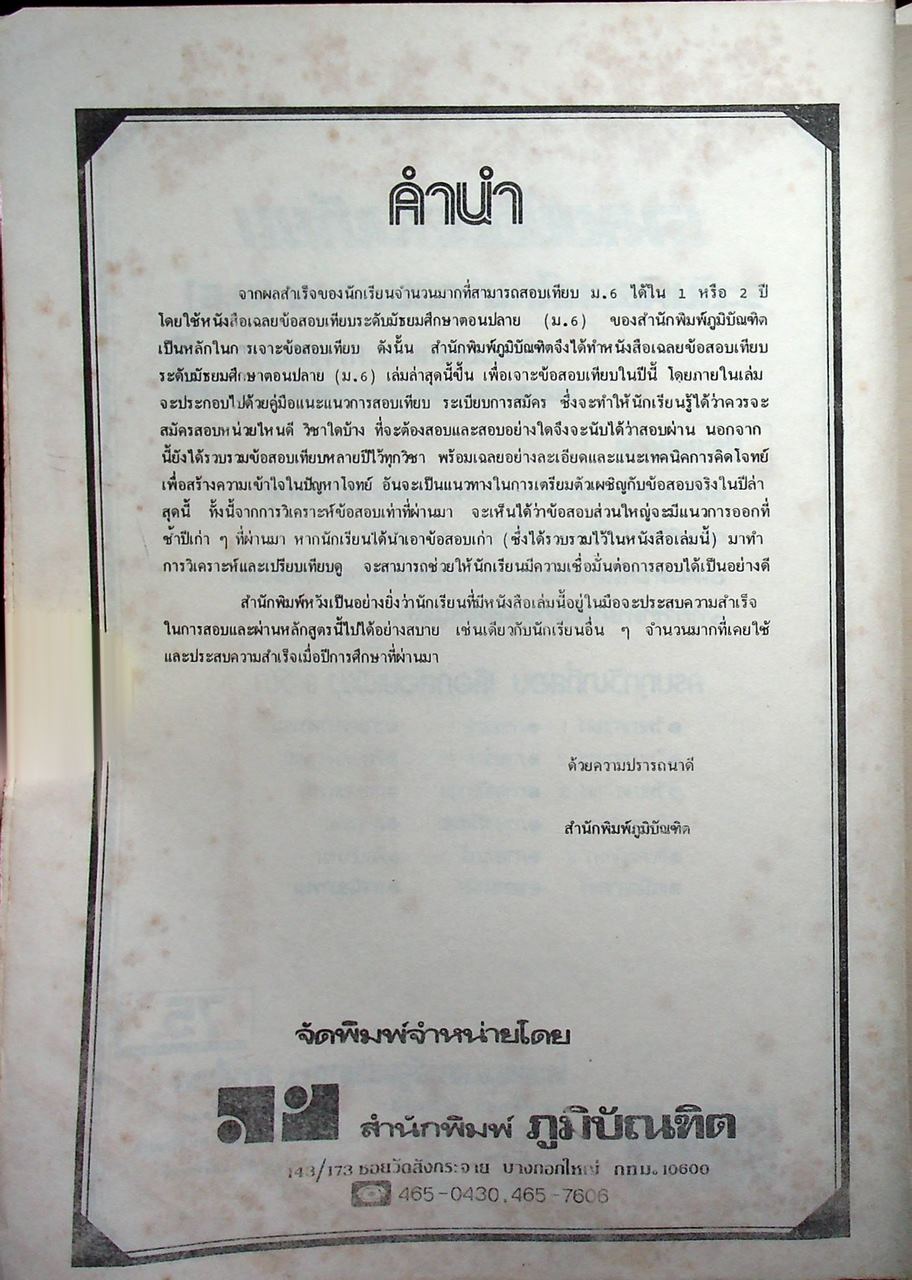 คำนำ
จากผลสำเร็จของนักเรียนจำนวนมากที่สามารถสอบเทียบ ม.6 ได้ใน 1 หรือ 2 ปี
โดยใช้หนังสือเฉลยข้อสอบเทียบระดับมัธยมศึกษาตอนปลาย (ม.6) ของสำนักพิมพ์ภูมิบัณฑิต
เป็นหลักในก รเจาะข้อสอบเทียบ ดังนั้น สำนักพิมพ์ภูมิบัณฑิตจึงได้ทำหนังสือเฉลยข้อสอบเทียบ
ระดับมัธยมศึกษาตอนปลาย (ม.6) เล่มล่าสุดนี้ขึ้น เพื่อเจาะข้อสอบเทียบในปีนี้ โดยภายในเล่ม
จะประกอบไปด้วยคู่มือแนะแนวการสอบเทียบ ระเบียบการสมัคร ซึ่งจะทำให้นักเรียนรู้ได้ว่าควรจะ
สมัครสอบหน่วยไหนดี วิชาใดบ้าง ที่จะต้องสอบและสอบอย่างใดจึงจะนับได้ว่าสอบผ่าน นอกจาก
นี้ยังได้รวบรวมข้อสอบเทียบหลายปีไว้ทุกวิชา พร้อมเฉลยอย่างละเอียดและแนะเทคนิคการคิดโจทย์
เพื่อสร้างความเข้าใจในปัญหาโจทย์ อันจะเป็นแนวทางในการเตรียมตัวเผชิญกับข้อสอบจริงในปีล่า
สุดนี้ ทั้งนี้จากการวิเคราะห์ข้อสอบเท่าที่ผ่านมา จะเห็นได้ว่าข้อสอบส่วนใหญ่จะมีแนวการออกที่
ซ้ำปีเก่า ๆ ที่ผ่านมา หากนักเรียนได้นำเอาข้อสอบเก่า (ซึ่งได้รวบรวมไว้ในหนังสือเล่มนี้) มาทำ
การวิเคราะห์และเปรียบเทียบดู จะสามารถช่วยให้นักเรียนมีความเชื่อมั่นต่อการสอบได้เป็นอย่างดี
สำนักพิมพ์หวังเป็นอย่างยิ่งว่านักเรียนที่มีหนังสือเล่มนี้อยู่ในมือจะประสบความสำเร็จ
ในการสอบและผ่านหลักสูตรนี้ไปได้อย่างสบาย เช่นเดียวกับนักเรียนอื่น ๆ จำนวนมากที่เคยใช้
และประสบความสำเร็จเมื่อปีการศึกษาที่ผ่านมา
ด้วยความปรารถนาดี
สำนักพิมพ์ภูมิบัณฑิต
จัดพิมพ์จำหน่ายโดย
สำนักพิมพ์ ภูมิบัณฑิต
143/173 ซอยวัดสังกระจาย บางกอกใหญ่ กทม. 10600
465-0430, 465-7606